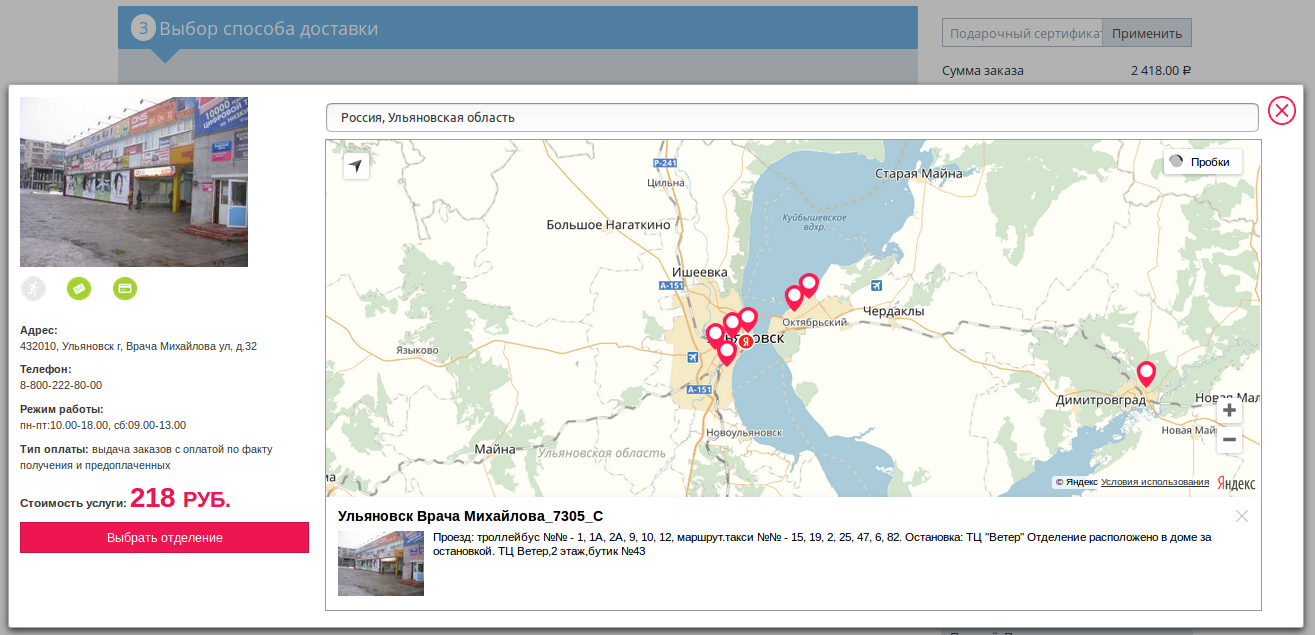 3 Выбор способа доставки
Подарочный сертификат
Применить
Сумма заказа
2 418.00 ₽
Адрес:
432010, Ульяновск г, Врача Михайлова ул, д.32
Телефон:
8-800-222-80-00
Режим работы:
пн-пт:10.00-18.00, сб:09.00-13.00
Тип оплаты: выдача заказов с оплатой по факту
получения и предоплаченных
Стоимость услуги: 218 РУБ.
Выбрать отделение
Россия, Ульяновская область
Пробки
Р-241
Цильна
Старая Майна
Большое Нагаткино
Куйбышевское
вдхр.
Ишеевка
А-151
Чердаклы
Октябрьский
Языково
А-151
Димитровград
Новоульяновск
Майна
Ульяновская область
© Яндекс Условия использования
Яндекс
Ульяновск Врача Михайлова_7305_С
Проезд: троллейбус №№ - 1, 1А, 2А, 9, 10, 12, маршрут.такси №№ - 15, 19, 2, 25, 47, 6, 82. Остановка: ТЦ "Ветер" Отделение расположено в доме за
остановкой. ТЦ Ветер,2 этаж,бутик №43